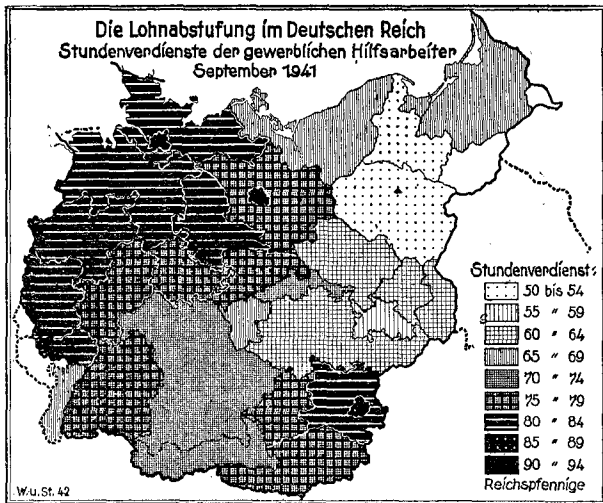 Die Lohnabstufung im Deutschen Reich
Stundenverdienste der gewerblichen Hilfsarbeiter
September 1941
Stundenverdienst:
50 bis 54
55 " 59
60 " 64
65 " 69
70 " 74
75 " 79
80 " 84
85 " 89
90 " 94
Reichspfennige
W.u.St. 42